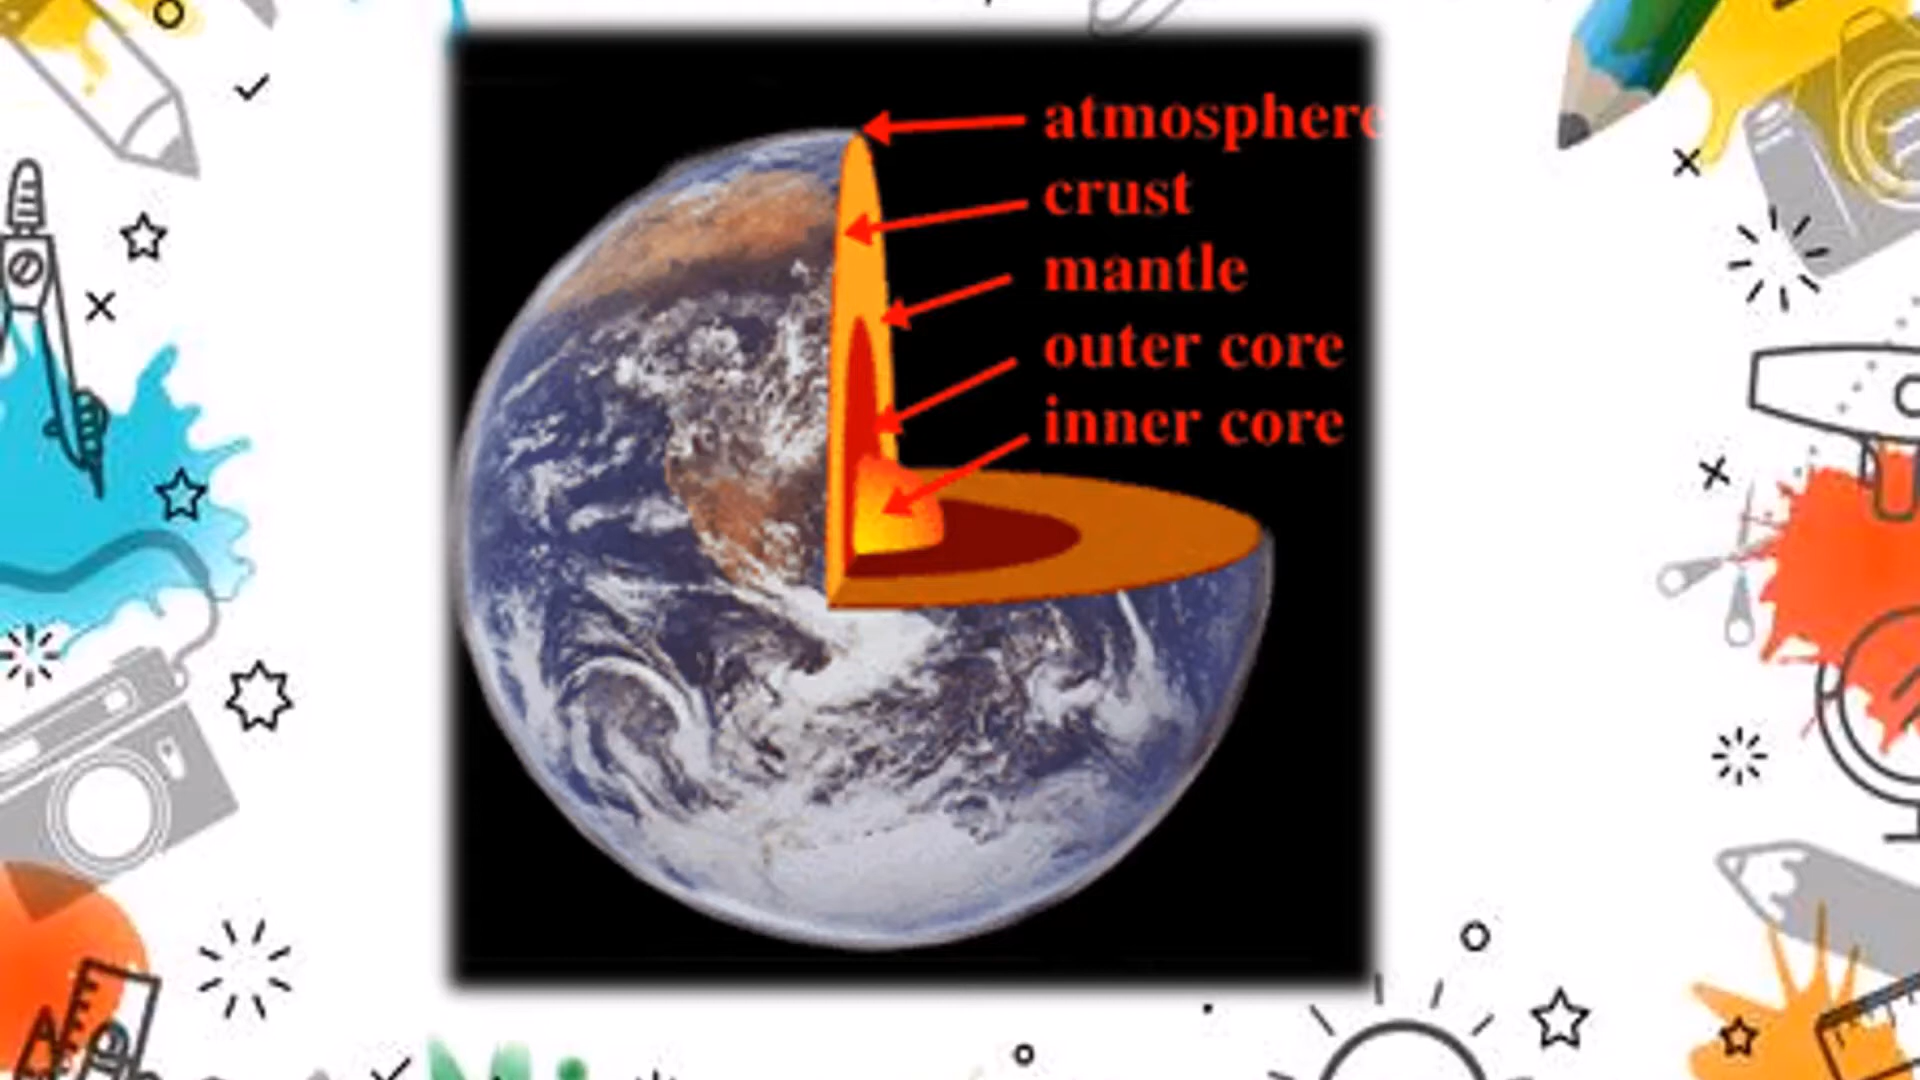 atmosphere
crust
mantle
outer core
inner core